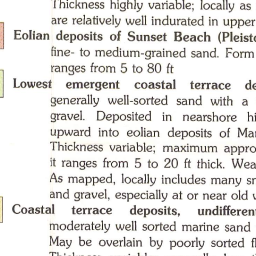 Thickness highly variable; locally as
are relatively well indurated in upper
Eolian deposits of Sunset Beach (Pleisto
fine- to medium-grained sand. Form
ranges from 5 to 80 ft
Lowest emergent coastal terrace de
generally well-sorted sand with a
gravel. Deposited in nearshore hi
upward into eolian deposits of Ma
Thickness variable; maximum appro
it ranges from 5 to 20 ft thick. Wea
As mapped, locally includes many sm
and gravel, especially at or near old w
Coastal terrace deposits, undifferent
moderately well sorted marine sand
May be overlain by poorly sorted fl